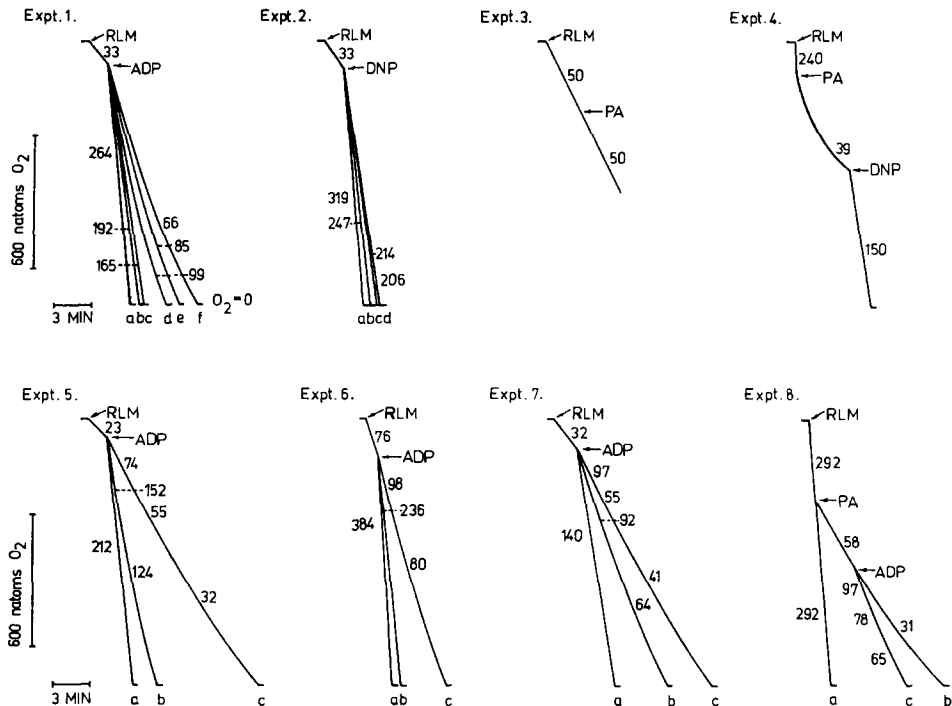 Expt.1.
RLM
33
ADP
264
192
165
66
85
99
O₂=0
a b c d e f
600 natoms O₂
3 MIN
Expt.2.
RLM
33
DNP
319
247
214
206
a b c d
Expt.3.
RLM
50
PA
50
Expt.4.
RLM
240
PA
39
DNP
150
Expt.5.
RLM
23
ADP
74
152
55
212
124
32
a b c
600 natoms O₂
3 MIN
Expt.6.
RLM
76
ADP
98
236
384
80
a b c
Expt.7.
RLM
32
ADP
97
55
92
140
41
64
a b c
Expt.8.
RLM
292
PA
58
ADP
97
78
31
292
65
a c b